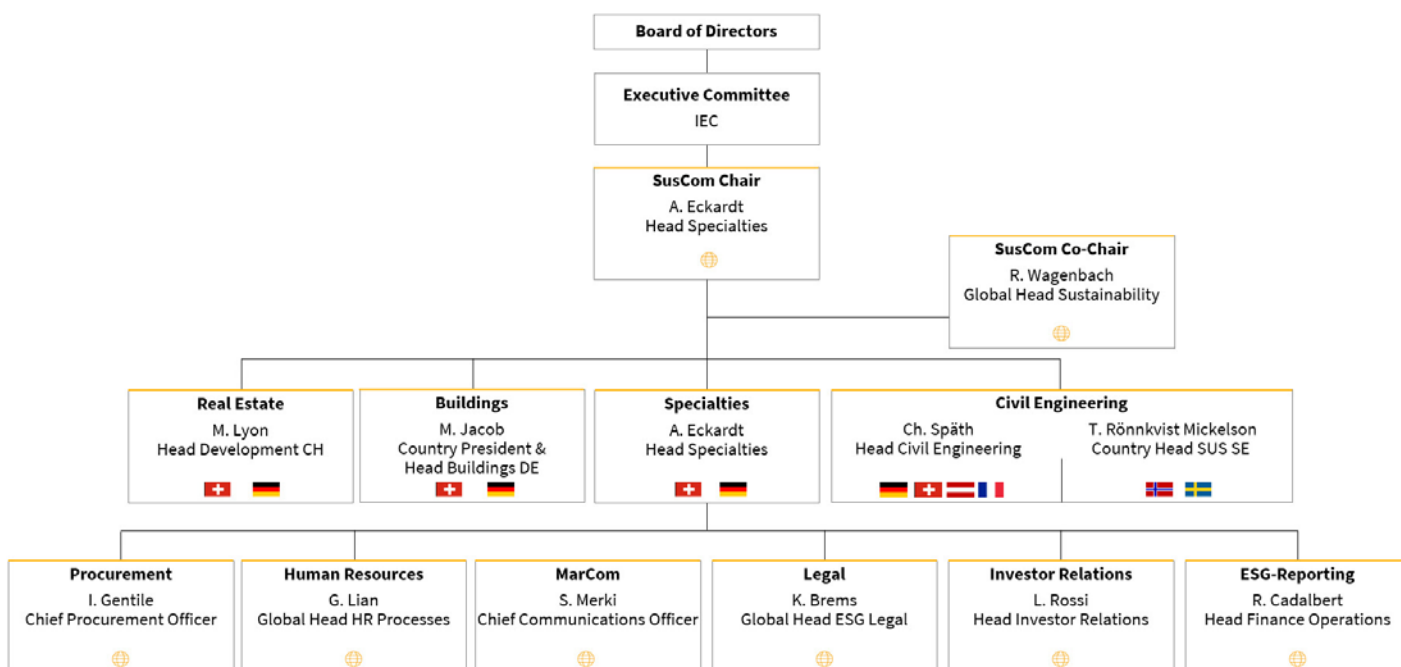 Board of Directors
Executive Committee
IEC
SusCom Chair
A. Eckardt
Head Specialties
SusCom Co-Chair
R. Wagenbach
Global Head Sustainability
Real Estate
M. Lyon
Head Development CH
Buildings
M. Jacob
Country President &
Head Buildings DE
Specialties
A. Eckardt
Head Specialties
Civil Engineering
Ch. Späth
Head Civil Engineering
T. Rönnkvist Mickelson
Country Head SUS SE
Procurement
I. Gentile
Chief Procurement Officer
Human Resources
G. Lian
Global Head HR Processes
MarCom
S. Merki
Chief Communications Officer
Legal
K. Brems
Global Head ESG Legal
Investor Relations
L. Rossi
Head Investor Relations
ESG-Reporting
R. Cadalbert
Head Finance Operations